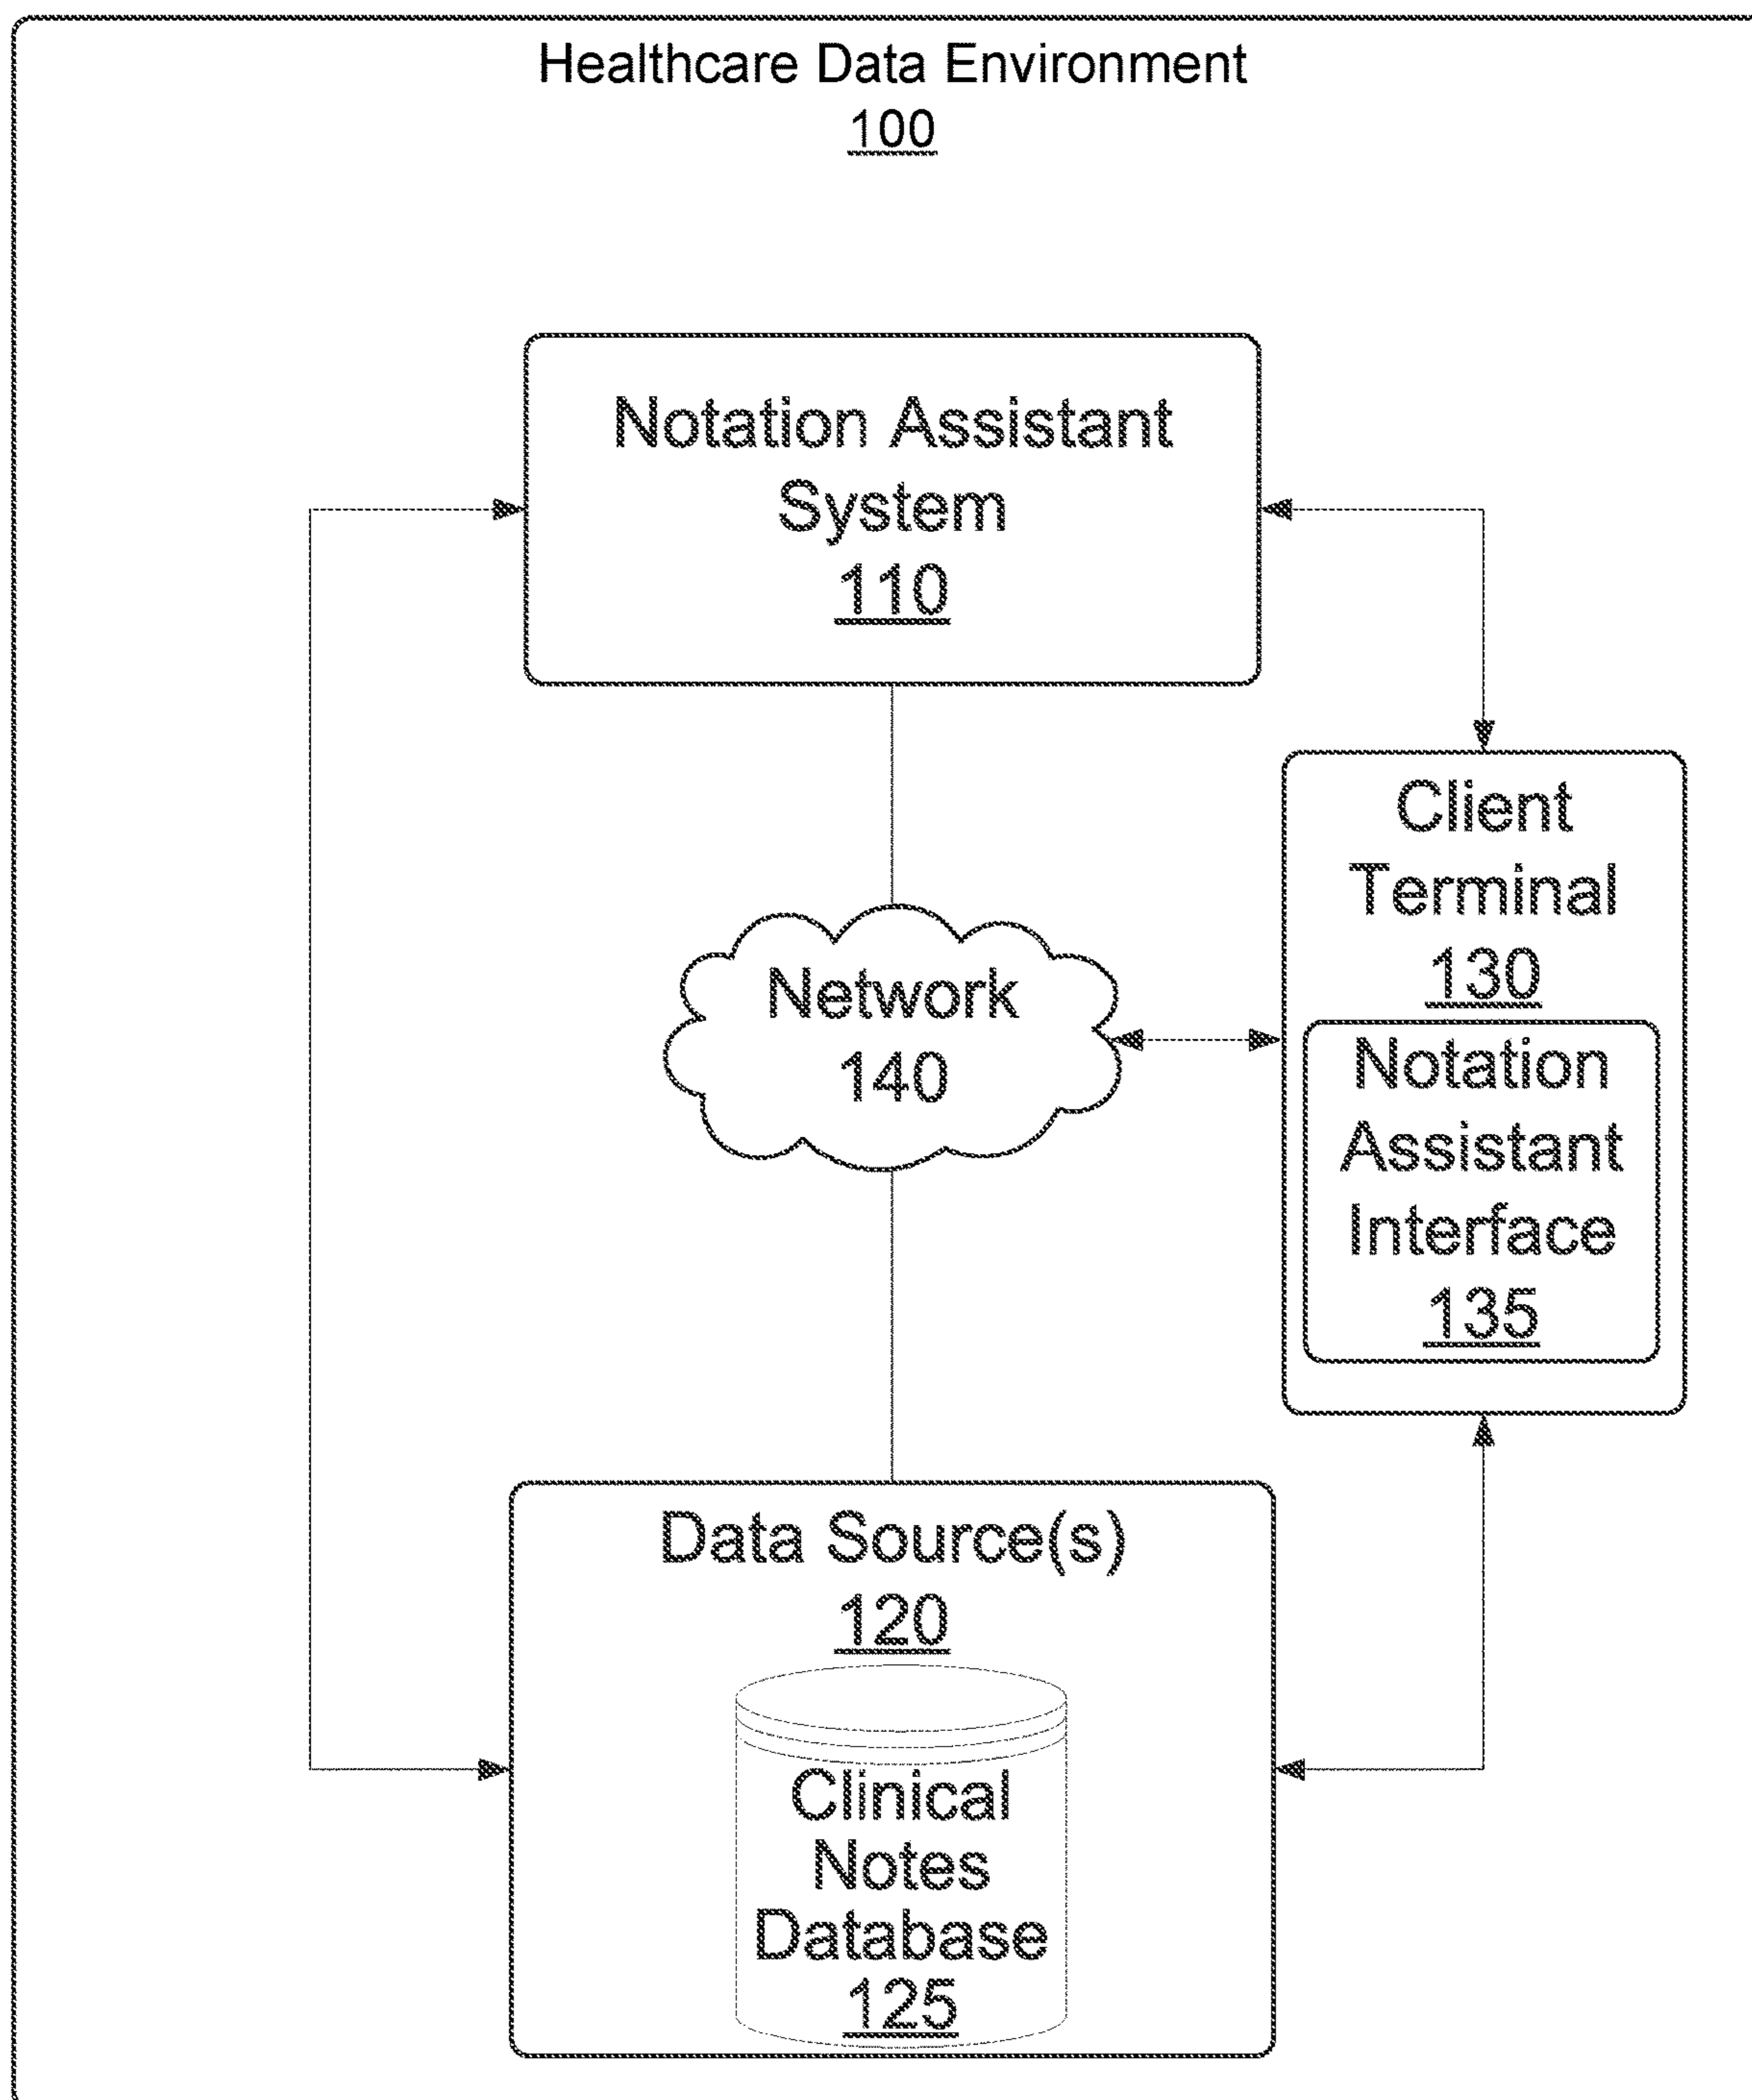 Healthcare Data Environment
100
Notation Assistant
System
110
Client
Terminal
130
Network
140
Notation
Assistant
Interface
135
Data Source(s)
120
Clinical
Notes
Database
125